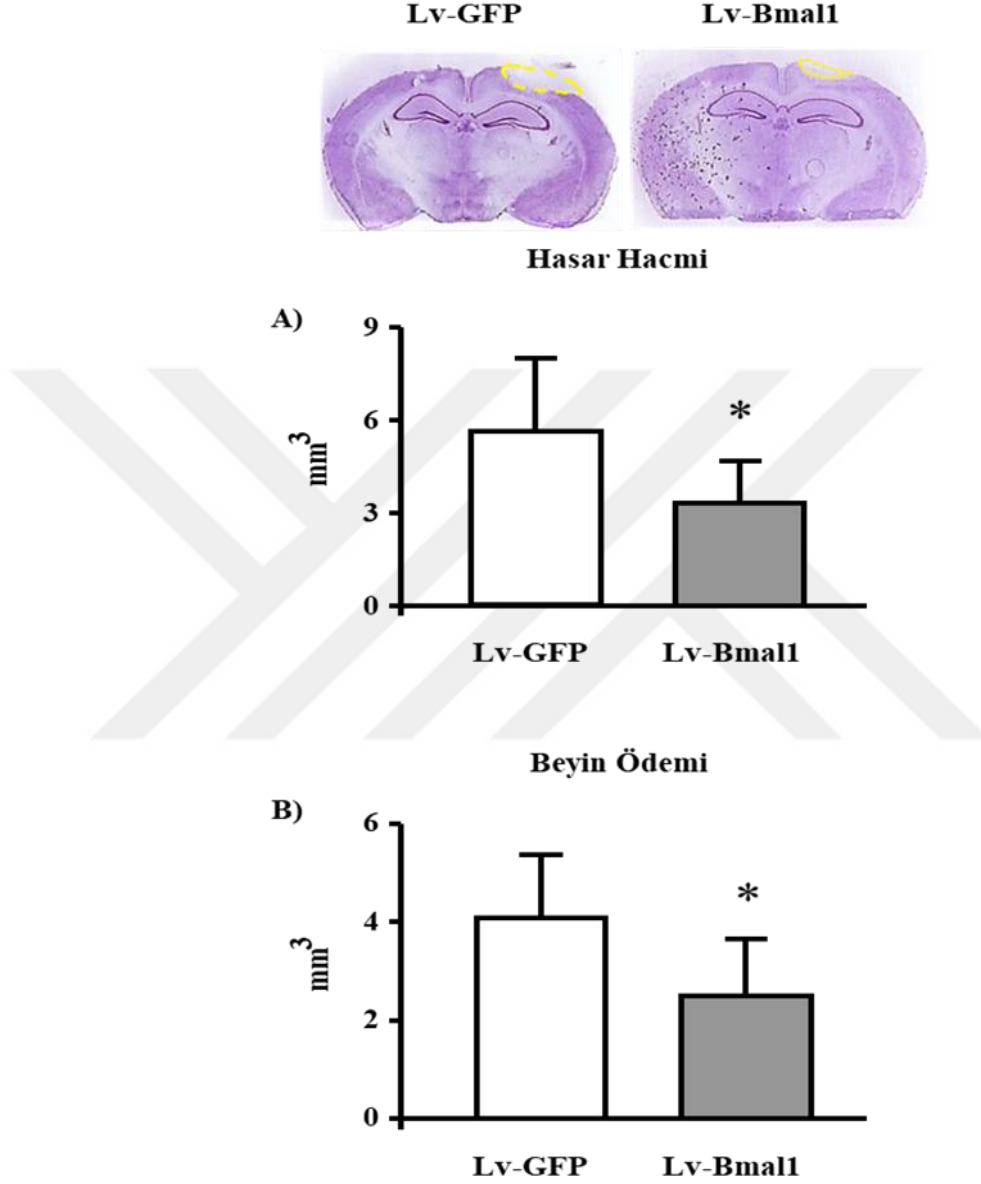 Lv-GFP Lv-Bmal1
Hasar Hacmi
A)
9
6
3
0
mm³
*
Lv-GFP Lv-Bmal1
Beyin Ödemi
B)
6
4
2
0
mm³
*
Lv-GFP Lv-Bmal1